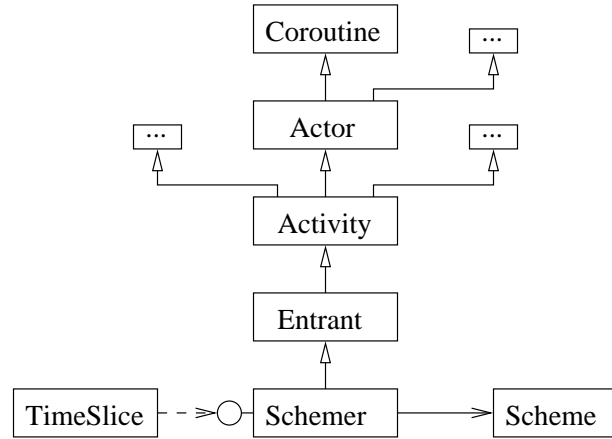 Coroutine
...
Actor
...
...
Activity
Entrant
TimeSlice
Schemer
Scheme